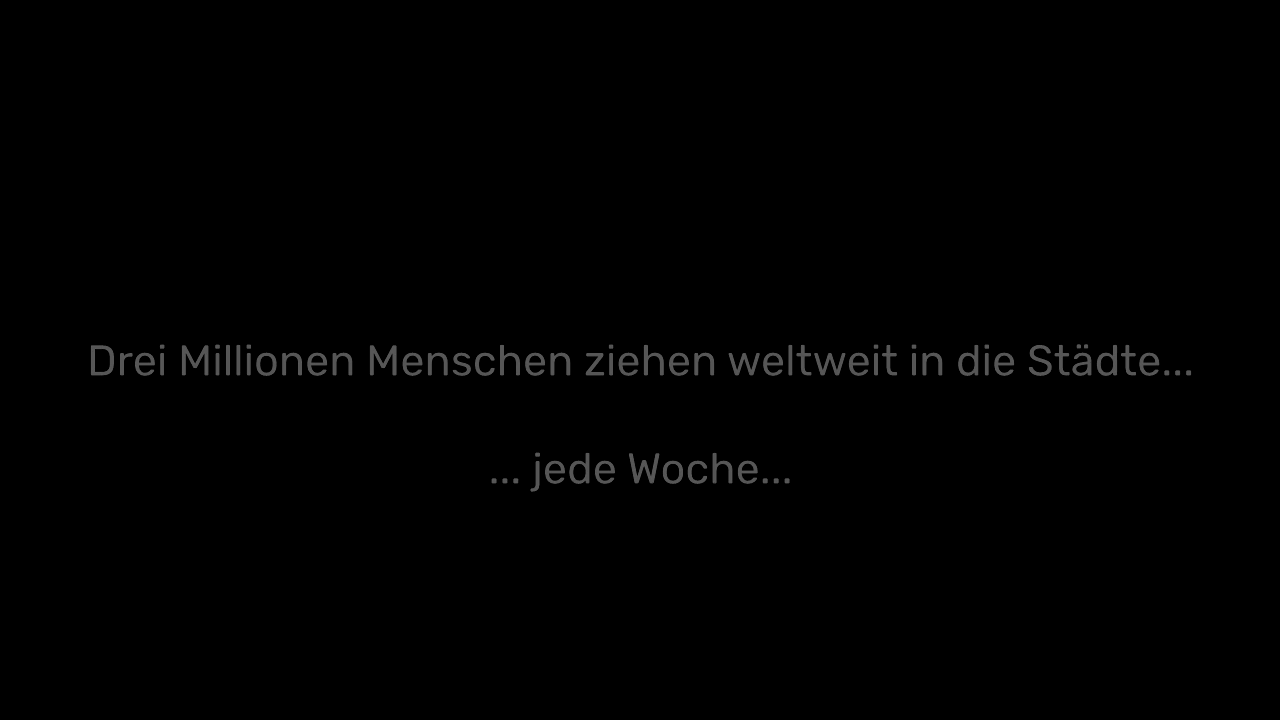 Drei Millionen Menschen ziehen weltweit in die Städte...
... jede Woche...